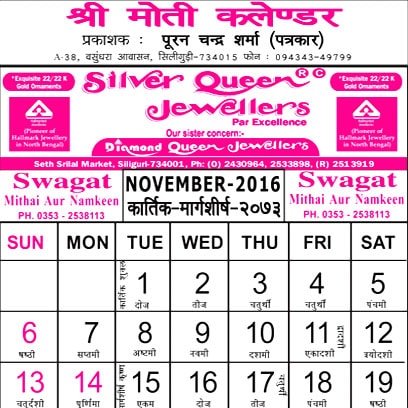 श्री मोती कलेण्डर
प्रकाशक : पूरन चन्द्र शर्मा (पत्रकार)
A-38, वसुंधरा आवासन, सिलीगुड़ी-734015 फोन : 094343-49799
*Exquisite 22/22 K
Gold Ornaments
Silver Queen ® ©
Jewellers
Par Excellence
*Exquisite 22/22 K
Gold Ornaments
(Pioneer of
Hallmark Jewellery
in North Bengal)
Our sister concern:-
Diamond Queen Jewellers
(Pioneer of
Hallmark Jewellery
in North Bengal)
Seth Srilal Market, Siliguri-734001, Ph: (0) 2430964, 2533898, (R) 2513919
Swagat
Mithai Aur Namkeen
PH. 0353 - 2538113
NOVEMBER-2016
कार्तिक-मार्गशीर्ष-२०७३
Swagat
Mithai Aur Namkeen
PH. 0353 - 2538113
SUN MON TUE WED THU FRI SAT
कार्तिक शुक्ल 1 2 3 4 5
दोज तीज चतुर्थी चतुर्थी पंचमी
6 7 8 9 10 11 द्वादशी 12
षष्ठी सप्तमी अष्टमी नवमी दशमी एकादशी त्रयोदशी
13 14 मार्गशीर्ष कृष्ण 15 16 17 चतुर्थी 18 19
चतुर्दशी पूर्णिमा एकम दोज तीज पंचमी षष्ठी